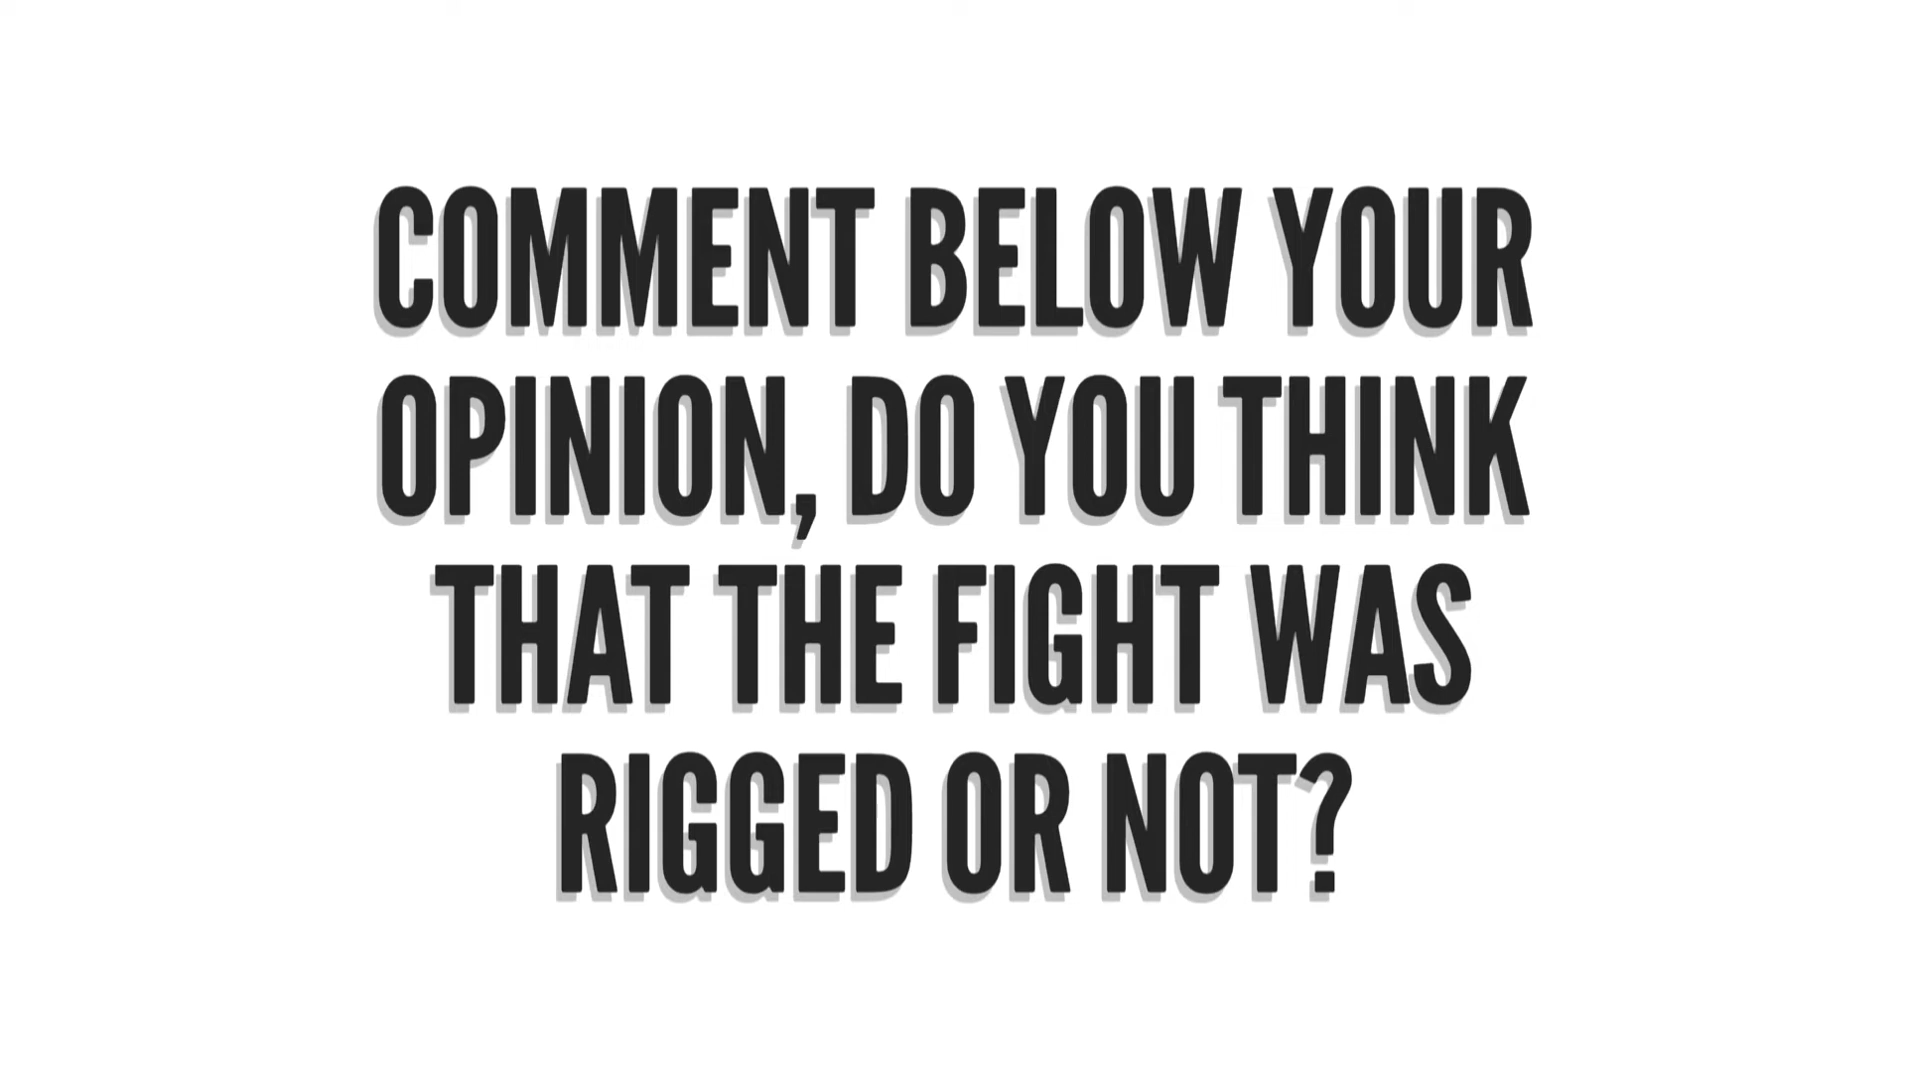 COMMENT BELOW YOUR
OPINION, DO YOU THINK
THAT THE FIGHT WAS
RIGGED OR NOT?